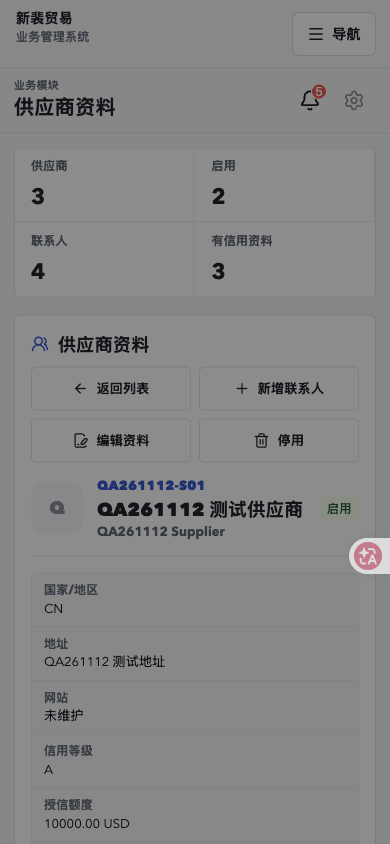 新裴贸易
业务管理系统
导航
业务模块
供应商资料
5
供应商
3
启用
2
联系人
4
有信用资料
3
供应商资料
返回列表
新增联系人
编辑资料
停用
Q
QA261112-S01
QA261112 测试供应商
启用
QA261112 Supplier
国家/地区
CN
地址
QA261112 测试地址
网站
未维护
信用等级
A
授信额度
10000.00 USD